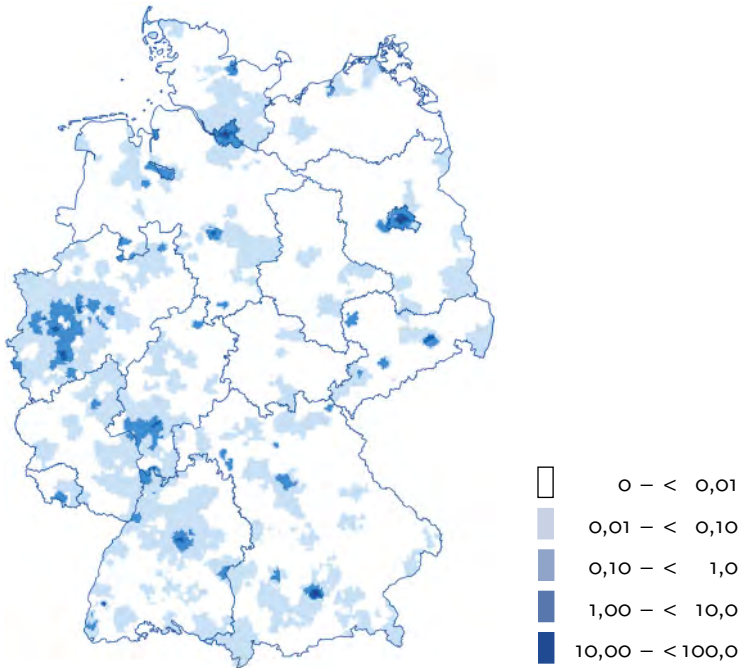 0 – < 0,01
0,01 – < 0,10
0,10 – < 1,0
1,00 – < 10,0
10,00 – < 100,0